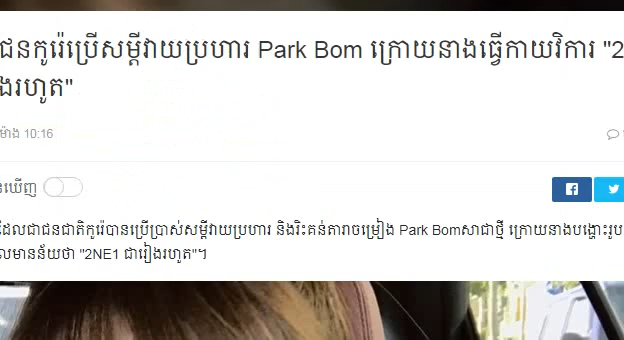 ជនកូរ៉េប្រើសម្ដីវាយប្រហារ Park Bom ក្រោយនាងធ្វើកាយវិការ "2
ងរហូត"
ម៉ោង 10:16
ឃើញ
ដែលជាជនជាតិកូរ៉េបានប្រើប្រាស់សម្ដីវាយប្រហារ និងរិះគន់តារាចម្រៀង Park Bomសាជាថ្មី ក្រោយនាងបង្ហោះរូប
លមានន័យថា "2NE1 ជារៀងរហូត"។